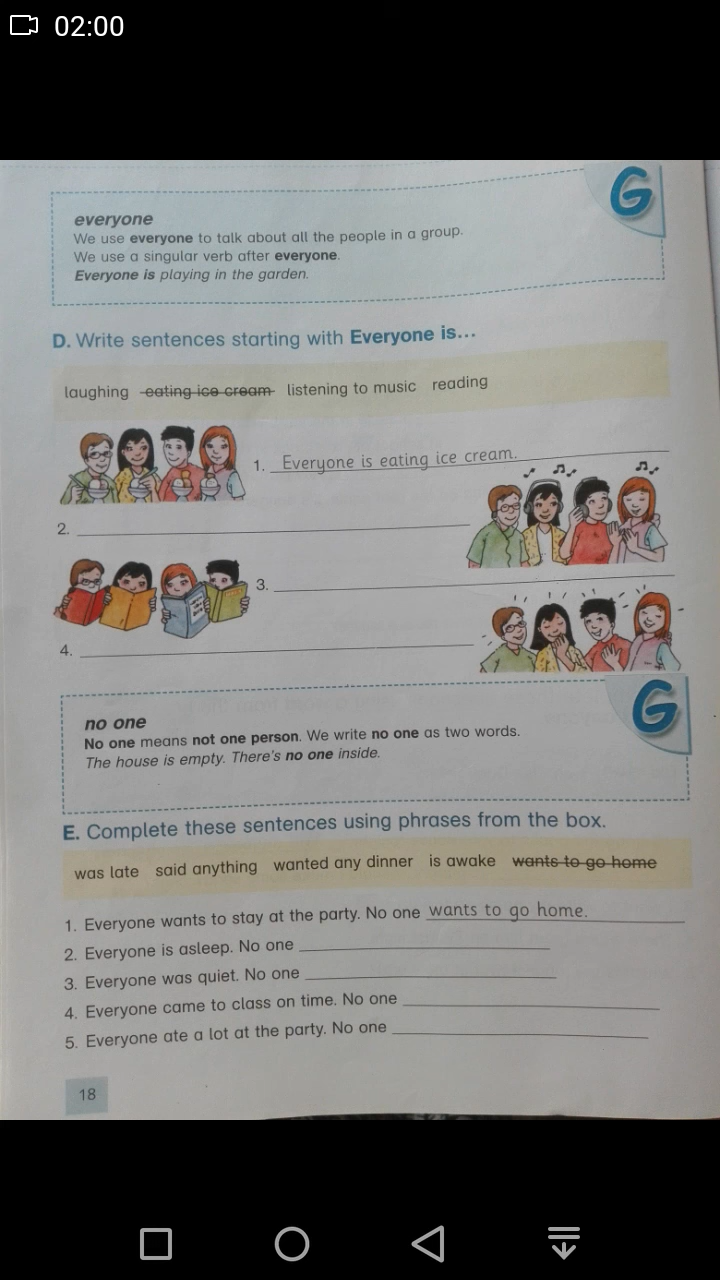 02:00
G
everyone
We use everyone to talk about all the people in a group.
We use a singular verb after everyone.
Everyone is playing in the garden.
D. Write sentences starting with Everyone is...
laughing eating ice cream listening to music reading
1. Everyone is eating ice cream.
2.
3.
4.
G
no one
No one means not one person. We write no one as two words.
The house is empty. There's no one inside.
E. Complete these sentences using phrases from the box.
was late said anything wanted any dinner is awake wants to go home
1. Everyone wants to stay at the party. No one wants to go home.
2. Everyone is asleep. No one
3. Everyone was quiet. No one
4. Everyone came to class on time. No one
5. Everyone ate a lot at the party. No one
18